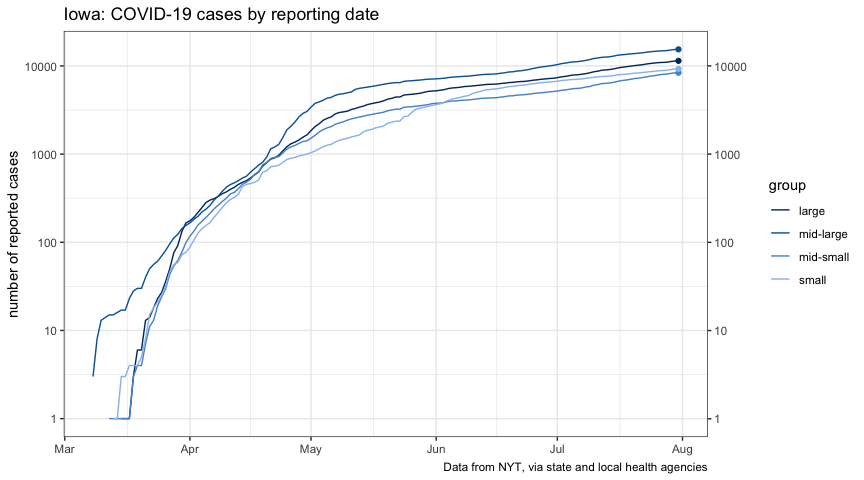 Iowa: COVID-19 cases by reporting date
number of reported cases
10000
1000
100
10
1
10000
1000
100
10
1
Mar
Apr
May
Jun
Jul
Aug
group
large
mid-large
mid-small
small
Data from NYT, via state and local health agencies